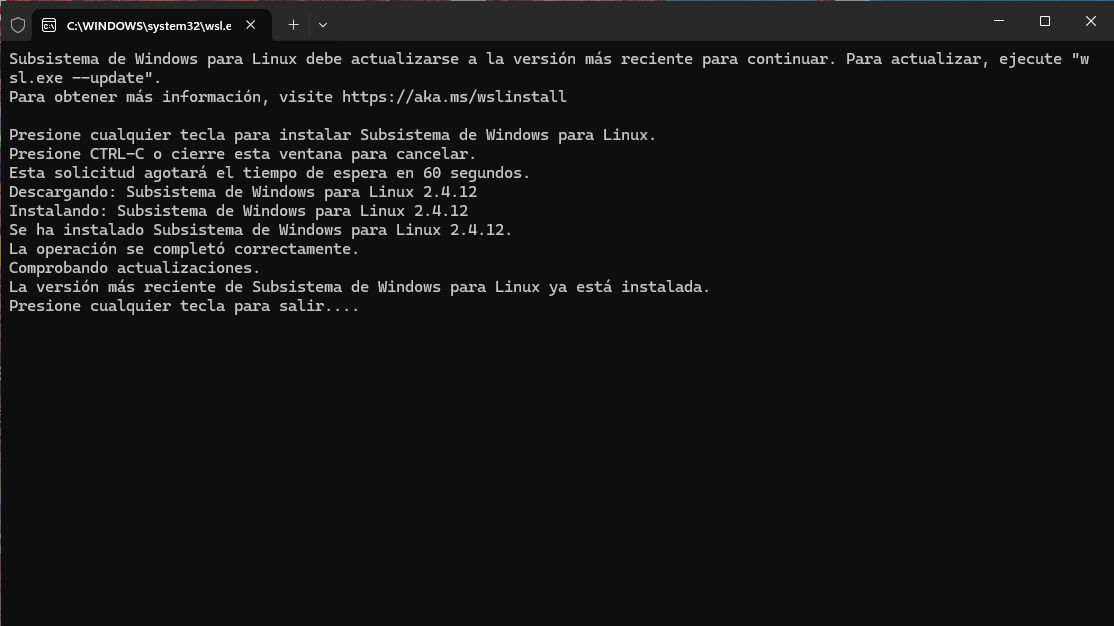 C:\WINDOWS\system32\wsl.e
Subsistema de Windows para Linux debe actualizarse a la versión más reciente para continuar. Para actualizar, ejecute "w
sl.exe --update".
Para obtener más información, visite https://aka.ms/wslinstall
Presione cualquier tecla para instalar Subsistema de Windows para Linux.
Presione CTRL-C o cierre esta ventana para cancelar.
Esta solicitud agotará el tiempo de espera en 60 segundos.
Descargando: Subsistema de Windows para Linux 2.4.12
Instalando: Subsistema de Windows para Linux 2.4.12
Se ha instalado Subsistema de Windows para Linux 2.4.12.
La operación se completó correctamente.
Comprobando actualizaciones.
La versión más reciente de Subsistema de Windows para Linux ya está instalada.
Presione cualquier tecla para salir....